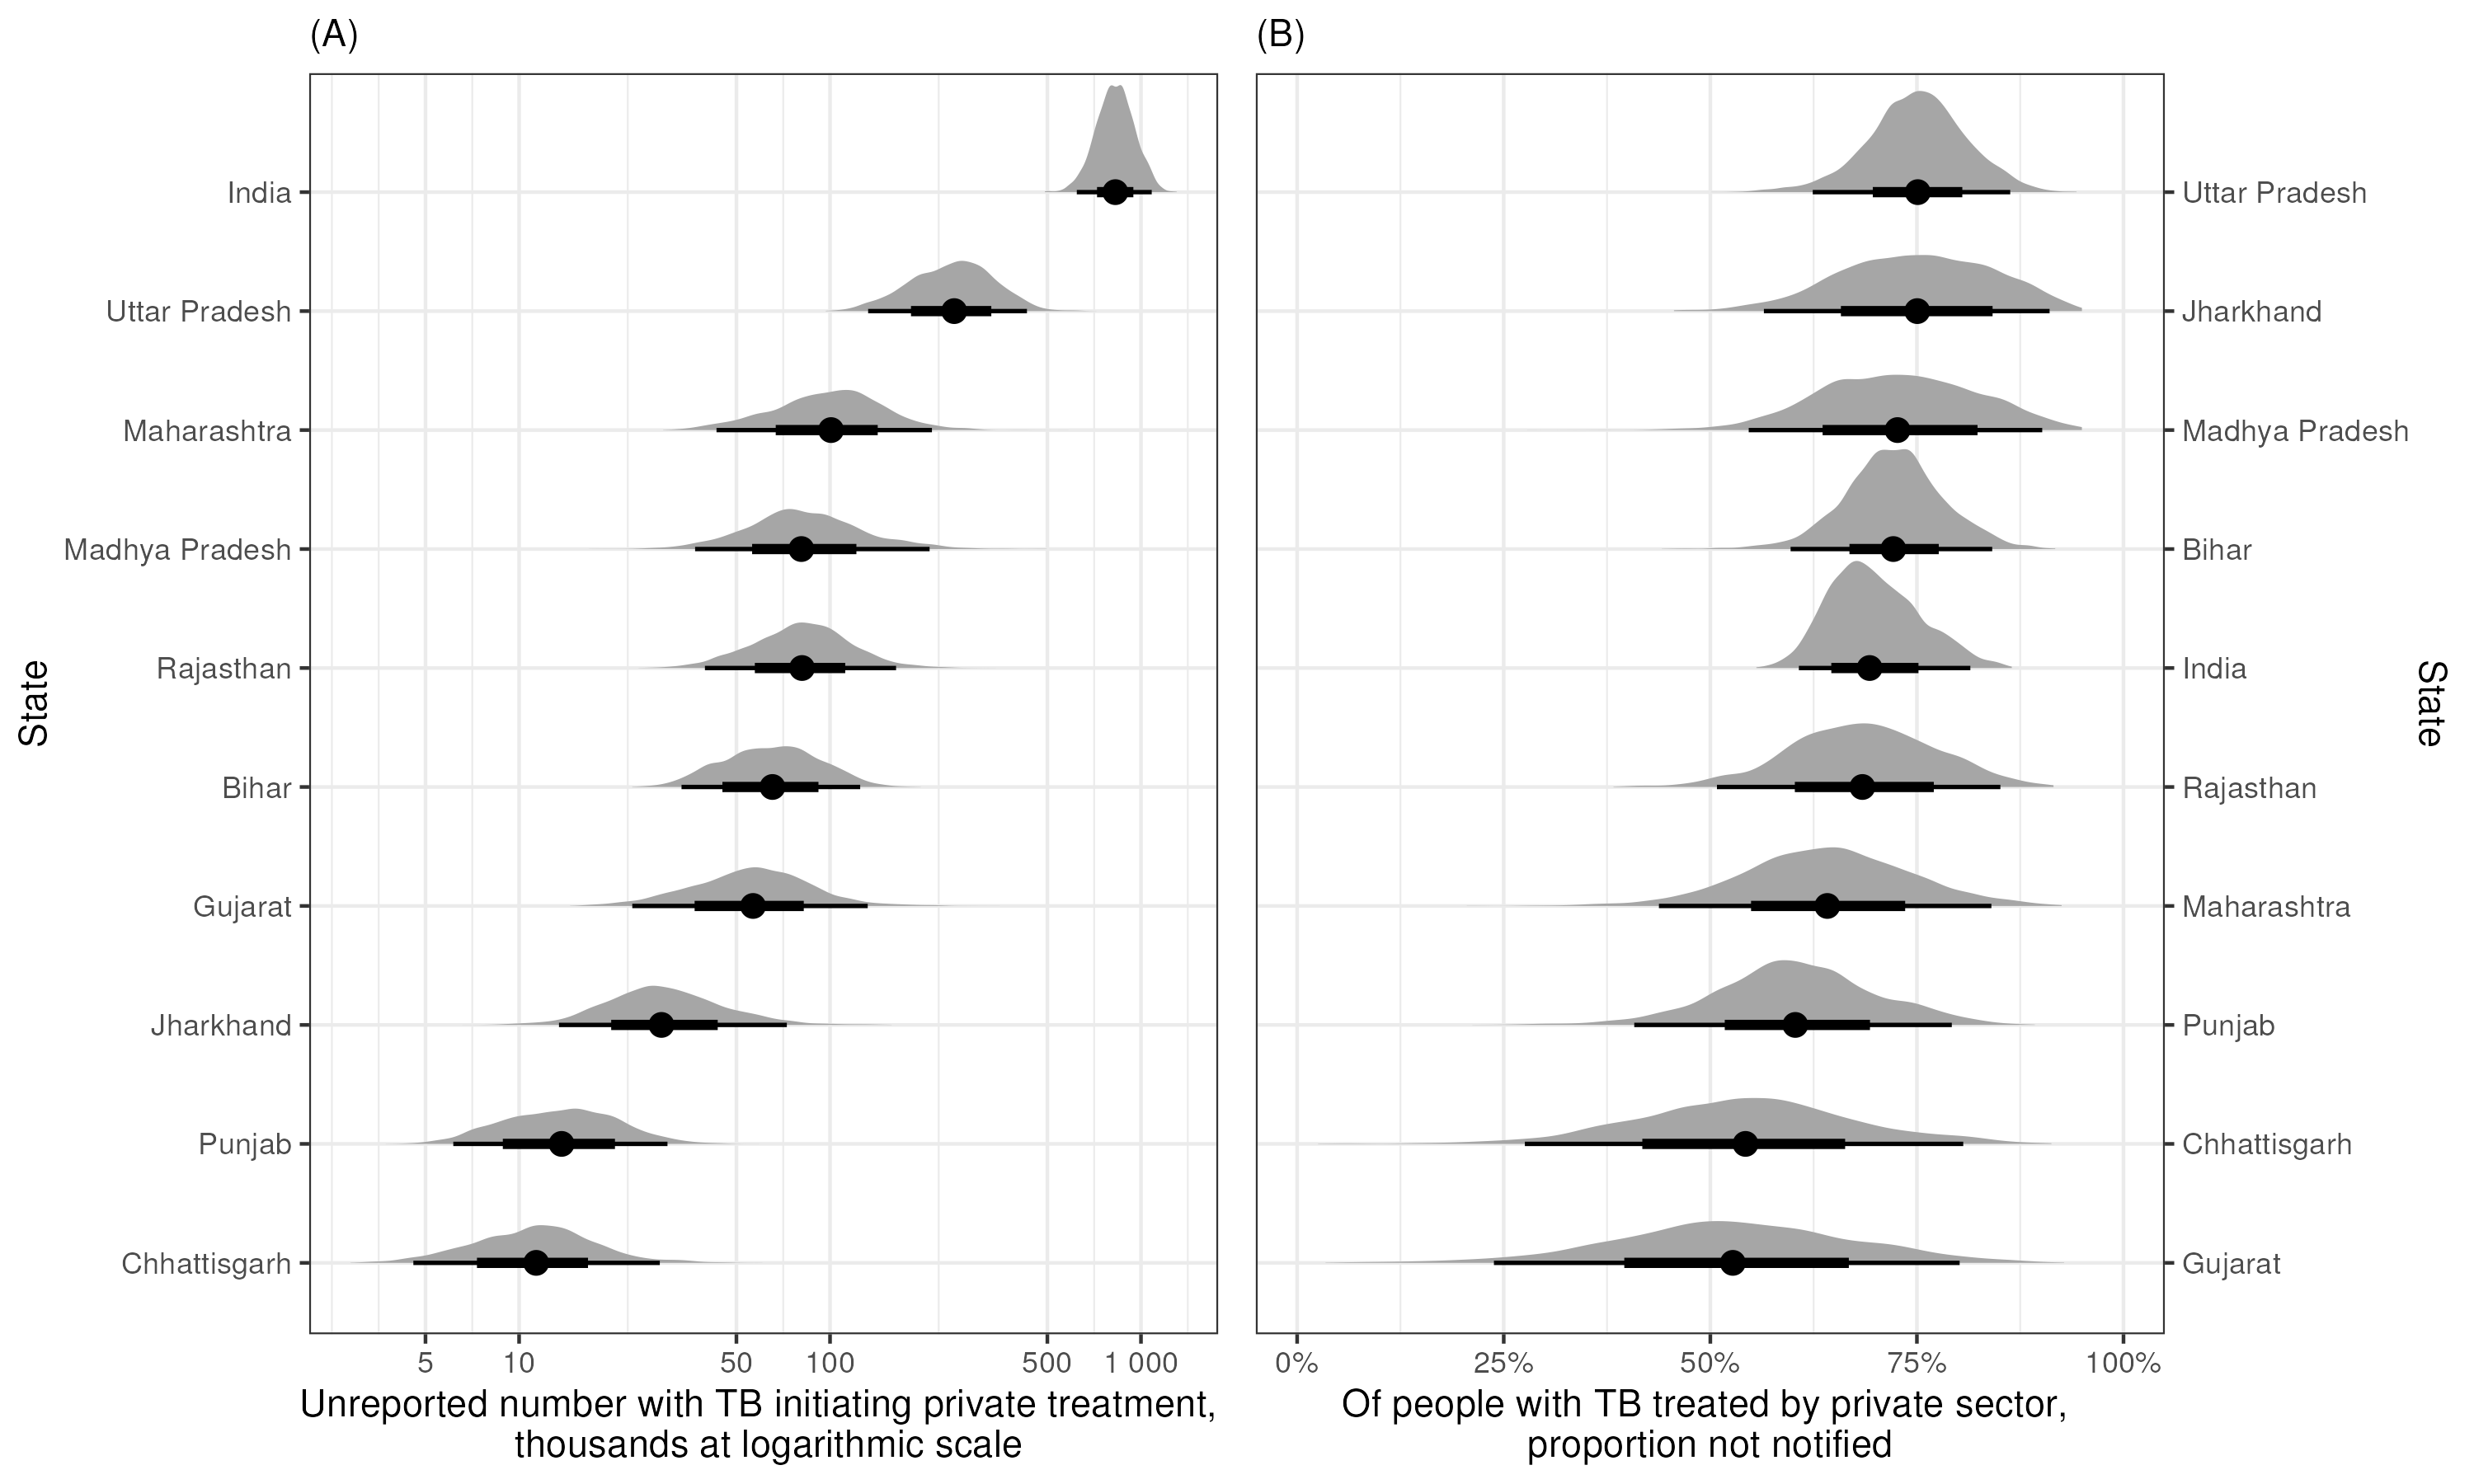 (A)
State
India
Uttar Pradesh
Maharashtra
Madhya Pradesh
Rajasthan
Bihar
Gujarat
Jharkhand
Punjab
Chhattisgarh
5 10 50 100 500 1 000
Unreported number with TB initiating private treatment,
thousands at logarithmic scale
(B)
Uttar Pradesh
Jharkhand
Madhya Pradesh
Bihar
India
Rajasthan
Maharashtra
Punjab
Chhattisgarh
Gujarat
State
0% 25% 50% 75% 100%
Of people with TB treated by private sector,
proportion not notified